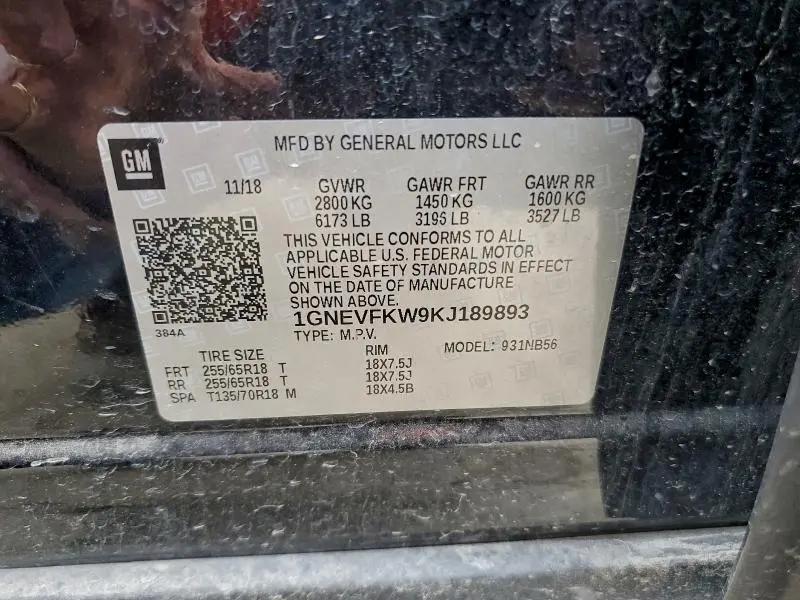 GM
MFD BY GENERAL MOTORS LLC
11/18 GVWR GAWR FRT GAWR RR
2800 KG 1450 KG 1600 KG
6173 LB 3196 LB 3527 LB
THIS VEHICLE CONFORMS TO ALL
APPLICABLE U.S. FEDERAL MOTOR
VEHICLE SAFETY STANDARDS IN EFFECT
ON THE DATE OF MANUFACTURE
SHOWN ABOVE.
1GNEVFKW9KJ189893
384A
TYPE: M.P.V.
TIRE SIZE RIM MODEL: 931NB56
FRT 255/65R18 T 18X7.5J
RR 255/65R18 T 18X7.5J
SPA T135/70R18 M 18X4.5B